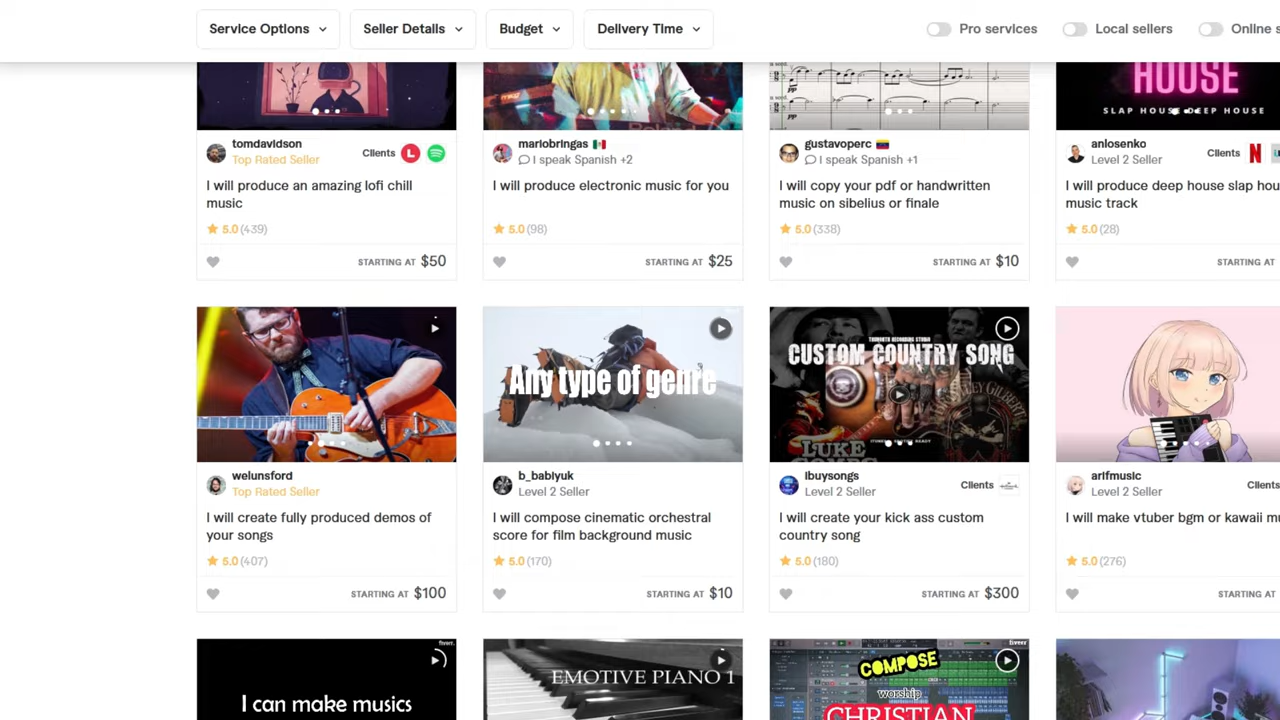 Service Options
Seller Details
Budget
Delivery Time
Pro services
Local sellers
Online s
pp
pp
HOUSE
SLAP HOUSE DEEP HOUSE
tomdavidson
Top Rated Seller
Clients
I will produce an amazing lofi chill
music
5.0 (439)
STARTING AT $50
mariobringas
I speak Spanish +2
I will produce electronic music for you
5.0 (98)
STARTING AT $25
gustavoperc
I speak Spanish +1
I will copy your pdf or handwritten
music on sibelius or finale
5.0 (338)
STARTING AT $10
anlosenko
Level 2 Seller
Clients N
I will produce deep house slap hou
music track
5.0 (28)
STARTING AT
welunsford
Top Rated Seller
I will create fully produced demos of
your songs
5.0 (407)
STARTING AT $100
Any type of genre
b_babiyuk
Level 2 Seller
I will compose cinematic orchestral
score for film background music
5.0 (170)
STARTING AT $10
CUSTOM COUNTRY SONG
LUKE
COMBS
ibuysongs
Level 2 Seller
Clients
I will create your kick ass custom
country song
5.0 (180)
STARTING AT $300
arifmusic
Level 2 Seller
Clients
I will make vtuber bgm or kawaii mu
5.0 (276)
STARTING AT
fiverr.
I can make musics
EMOTIVE PIANO 1
fiverr.
COMPOSE
worship
CHRISTIAN